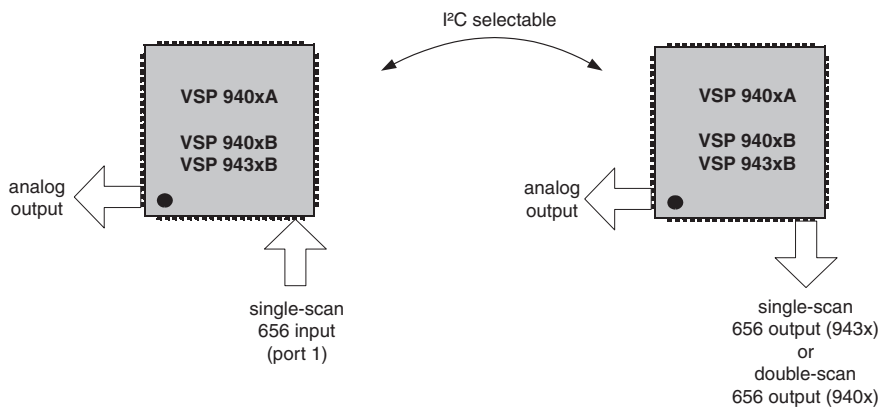 I²C selectable
VSP 940xA
VSP 940xB
VSP 943xB
analog
output
single-scan
656 input
(port 1)
VSP 940xA
VSP 940xB
VSP 943xB
analog
output
single-scan
656 output (943x)
or
double-scan
656 output (940x)